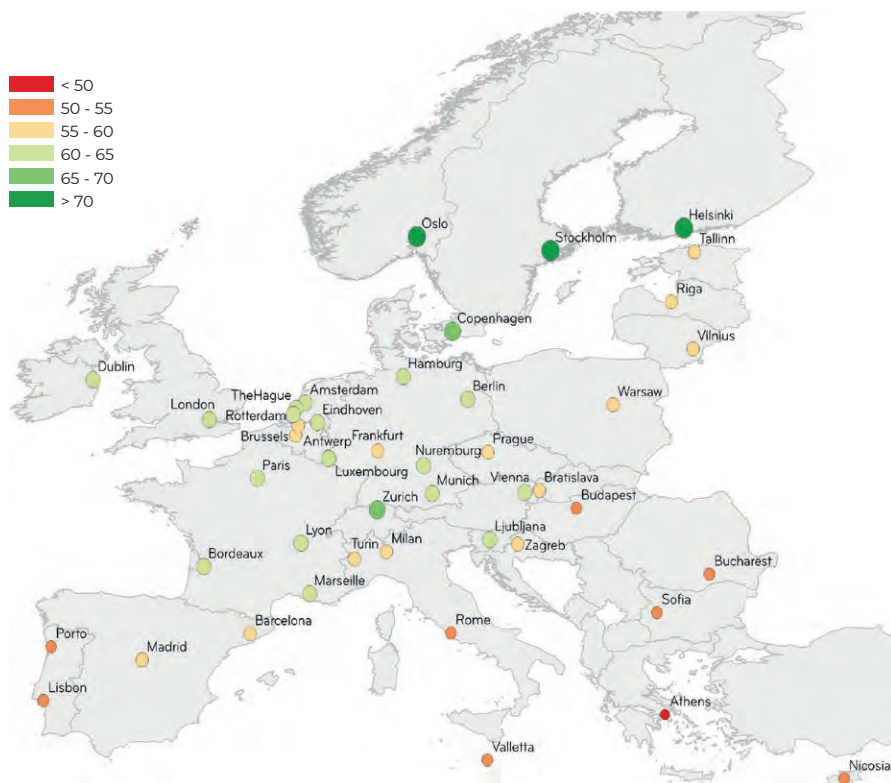 < 50
50 - 55
55 - 60
60 - 65
65 - 70
> 70
Oslo
Helsinki
Stockholm
Tallinn
Riga
Copenhagen
Vilnius
Dublin
Hamburg
TheHague
Amsterdam
Berlin
Warsaw
London
Rotterdam
Eindhoven
Brussels
Antwerp
Frankfurt
Prague
Nuremburg
Luxembourg
Paris
Munich
Vienna
Bratislava
Zurich
Budapest
Lyon
Ljubljana
Turin
Milan
Zagreb
Bordeaux
Bucharest
Marseille
Sofia
Barcelona
Rome
Porto
Madrid
Lisbon
Athens
Valletta
Nicosia